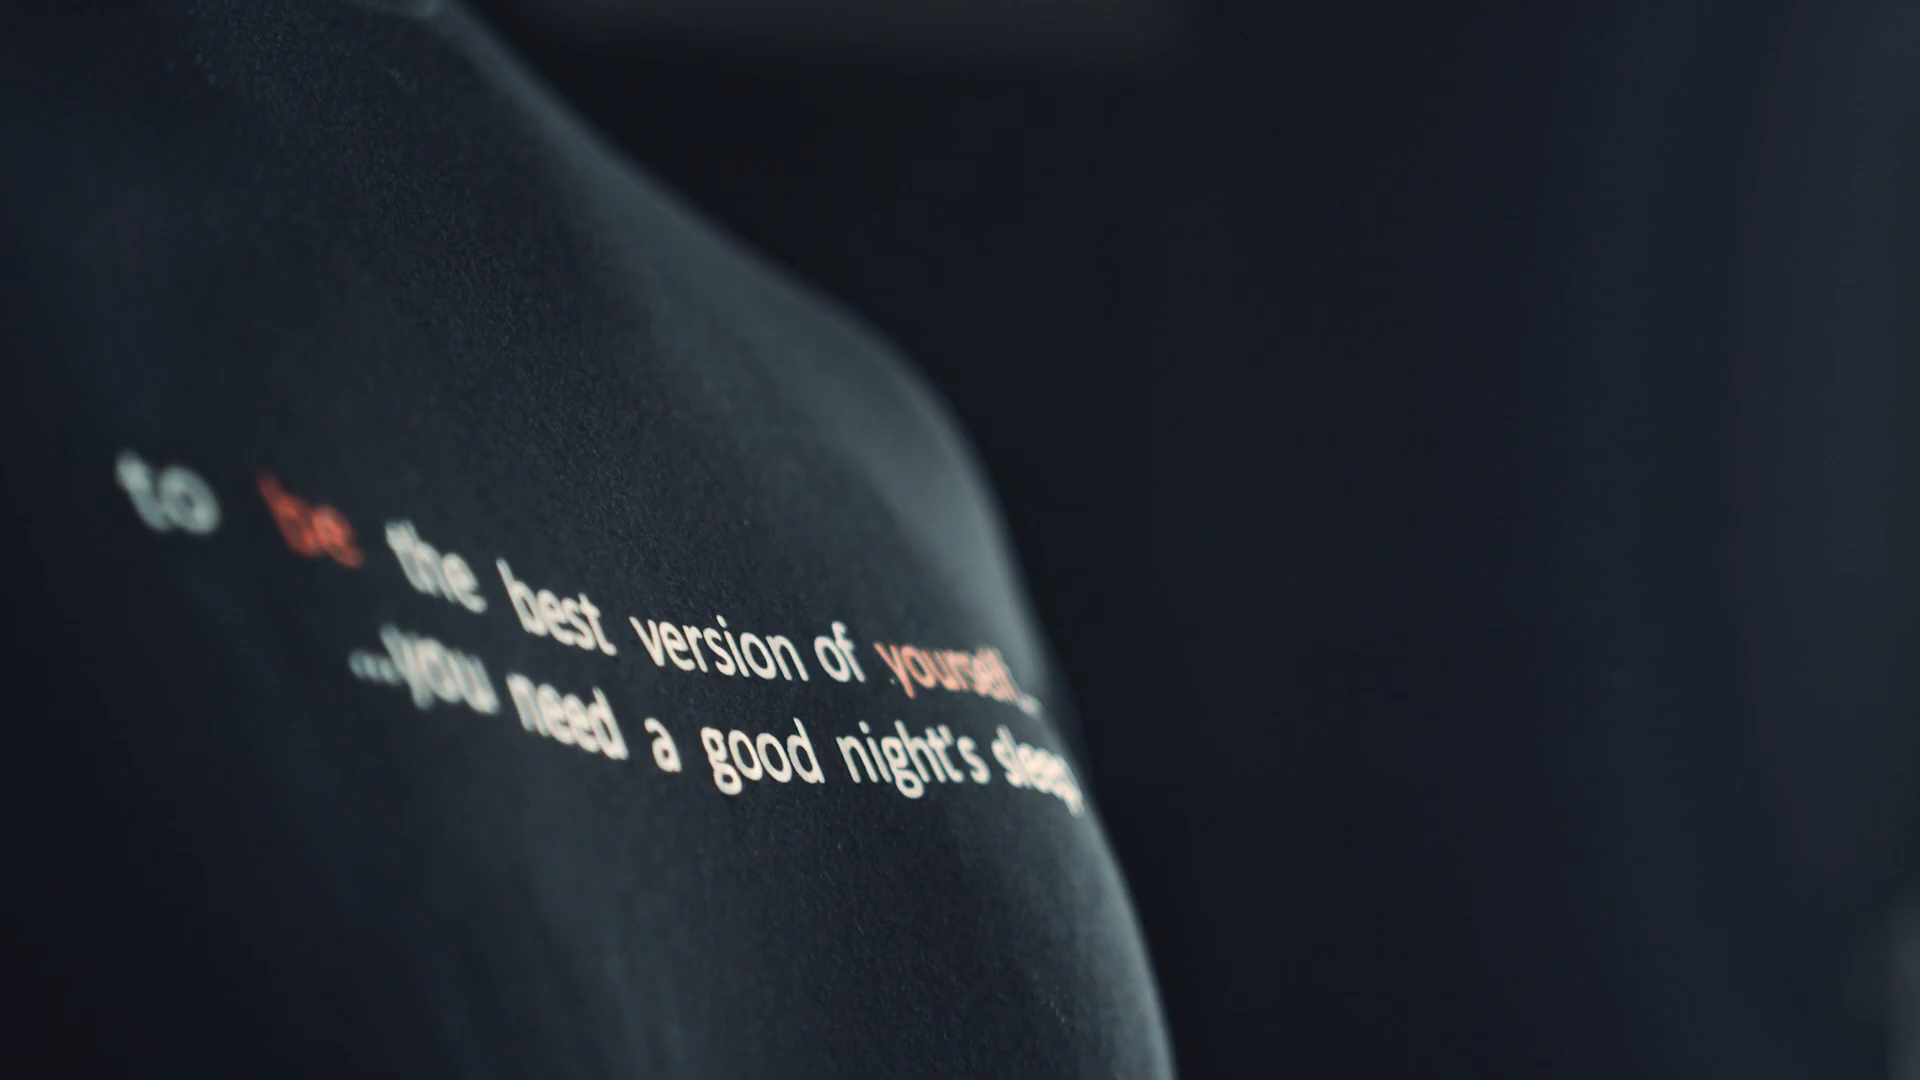 to be the best version of yourself...
...you need a good night's sleep